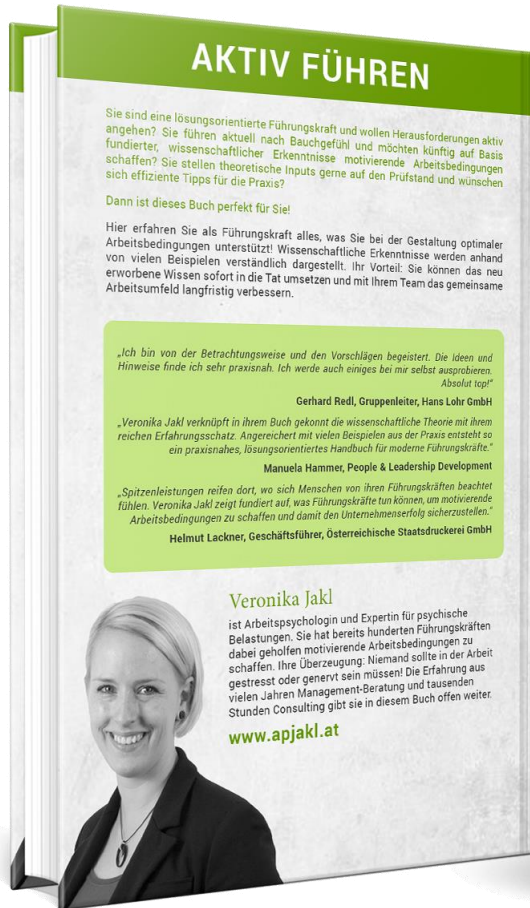 AKTIV FÜHREN
Sie sind eine lösungsorientierte Führungskraft und wollen Herausforderungen aktiv
angehen? Sie führen aktuell nach Bauchgefühl und möchten künftig auf Basis
fundierter, wissenschaftlicher Erkenntnisse motivierende Arbeitsbedingungen
schaffen? Sie stellen theoretische Inputs gerne auf den Prüfstand und wünschen
sich effiziente Tipps für die Praxis?
Dann ist dieses Buch perfekt für Sie!
Hier erfahren Sie als Führungskraft alles, was Sie bei der Gestaltung optimaler
Arbeitsbedingungen unterstützt! Wissenschaftliche Erkenntnisse werden anhand
von vielen Beispielen verständlich dargestellt. Ihr Vorteil: Sie können das neu
erworbene Wissen sofort in die Tat umsetzen und mit Ihrem Team das gemeinsame
Arbeitsumfeld langfristig verbessern.
„Ich bin von der Betrachtungsweise und den Vorschlägen begeistert. Die Ideen und
Hinweise finde ich sehr praxisnah. Ich werde auch einiges bei mir selbst ausprobieren.
Absolut top!"
Gerhard Redl, Gruppenleiter, Hans Lohr GmbH
„Veronika Jakl verknüpft in ihrem Buch gekonnt die wissenschaftliche Theorie mit ihrem
reichen Erfahrungsschatz. Angereichert mit vielen Beispielen aus der Praxis entsteht so
ein praxisnahes, lösungsorientiertes Handbuch für moderne Führungskräfte."
Manuela Hammer, People & Leadership Development
„Spitzenleistungen reifen dort, wo sich Menschen von ihren Führungskräften beachtet
fühlen. Veronika Jakl zeigt fundiert auf, was Führungskräfte tun können, um motivierende
Arbeitsbedingungen zu schaffen und damit den Unternehmenserfolg sicherzustellen."
Helmut Lackner, Geschäftsführer, Österreichische Staatsdruckerei GmbH
Veronika Jakl
ist Arbeitspsychologin und Expertin für psychische
Belastungen. Sie hat bereits hunderten Führungskräften
dabei geholfen motivierende Arbeitsbedingungen zu
schaffen. Ihre Überzeugung: Niemand sollte in der Arbeit
gestresst oder genervt sein müssen! Die Erfahrung aus
vielen Jahren Management-Beratung und tausenden
Stunden Consulting gibt sie in diesem Buch offen weiter.
www.apjakl.at